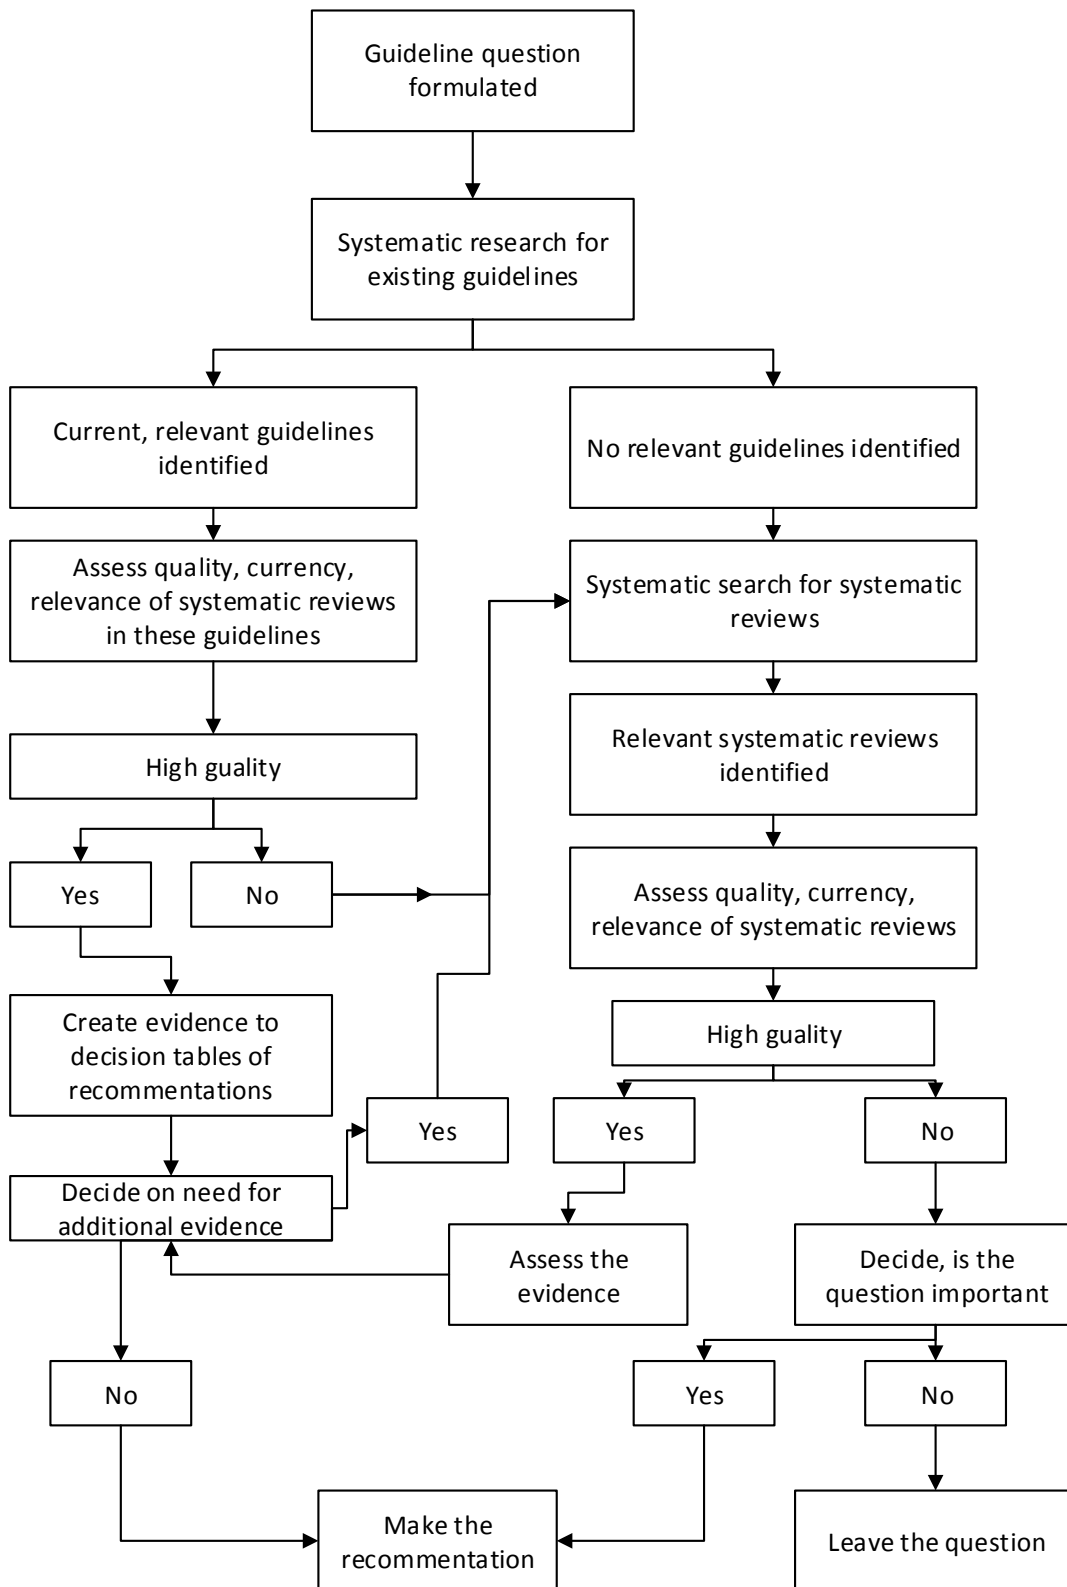 Guideline question
formulated
Systematic research for
existing guidelines
Current, relevant guidelines
identified
No relevant guidelines identified
Assess quality, currency,
relevance of systematic reviews
in these guidelines
Systematic search for systematic
reviews
Relevant systematic reviews
identified
High guality
Yes
No
Assess quality, currency,
relevance of systematic reviews
Create evidence to
decision tables of
recommentations
High guality
Yes
Yes
No
Decide on need for
additional evidence
Assess the
evidence
Decide, is the
question important
No
Yes
No
Make the
recommentation
Leave the question